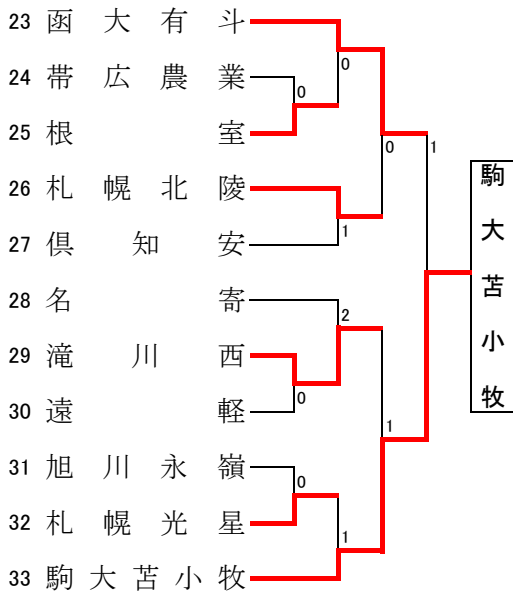 23 函大有斗
0
24 帯広農業
0
25 根室
0
1
26 札幌北陵
1
27 倶知安
駒大苫小牧
28 名寄
2
29 滝川西
0
30 遠軽
1
31 旭川永嶺
0
32 札幌光星
1
33 駒大苫小牧